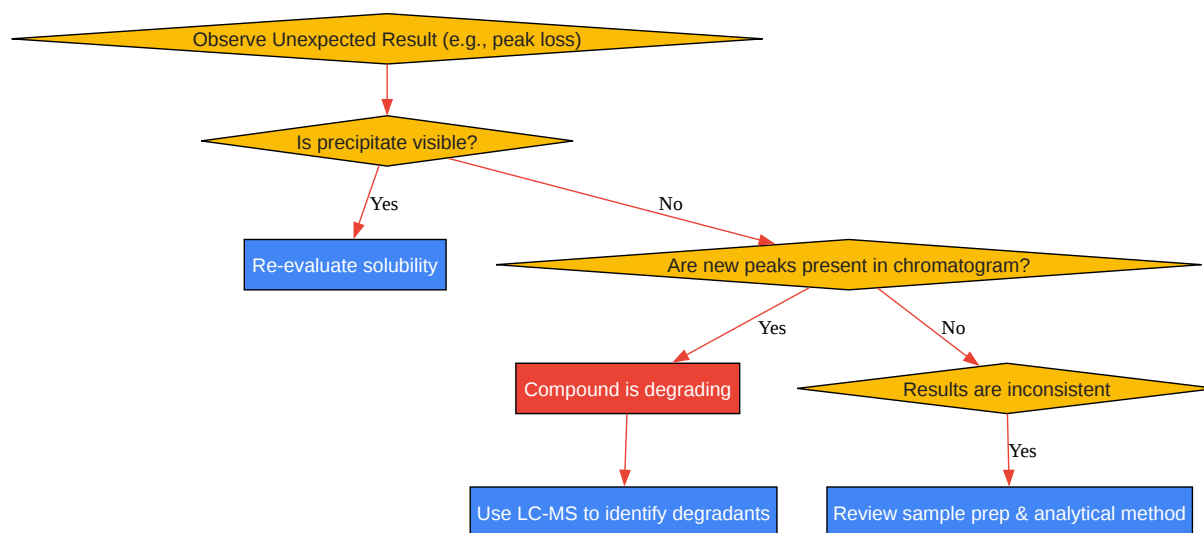 Observe Unexpected Result (e.g., peak loss)
Is precipitate visible?
Yes
No
Re-evaluate solubility
Are new peaks present in chromatogram?
Yes
No
Compound is degrading
Results are inconsistent
Yes
Use LC-MS to identify degradants
Review sample prep & analytical method